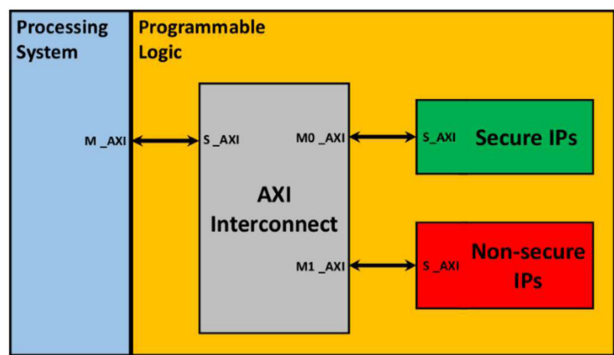 Processing
System
Programmable
Logic
M _AXI
S _AXI
AXI
Interconnect
M0 _AXI
M1 _AXI
S_AXI
Secure IPs
S _AXI
Non-secure
IPs